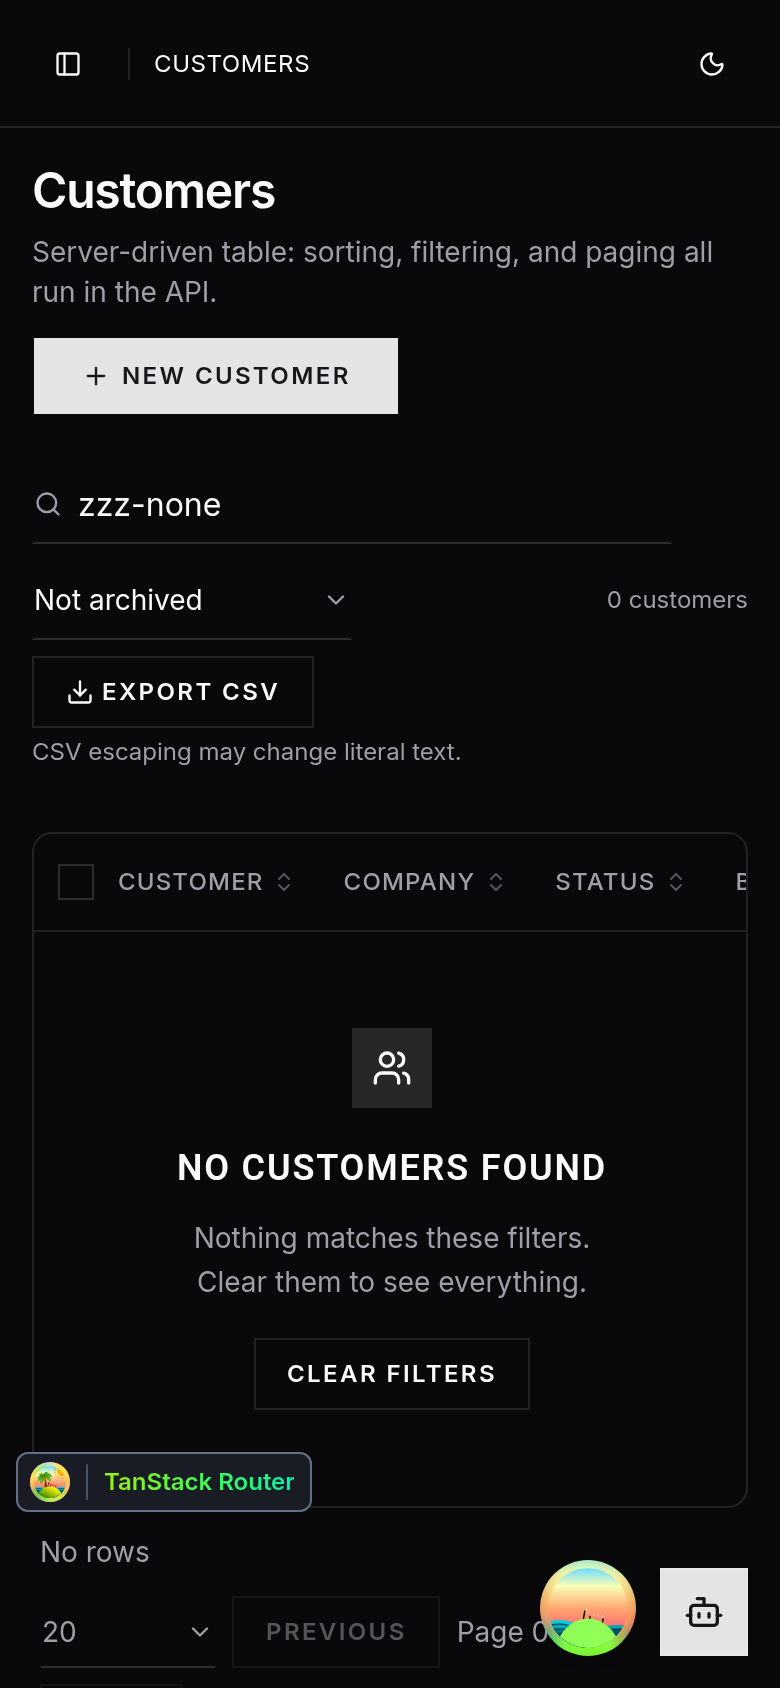 CUSTOMERS
Customers
Server-driven table: sorting, filtering, and paging all
run in the API.
NEW CUSTOMER
zzz-none
Not archived
0 customers
EXPORT CSV
CSV escaping may change literal text.
CUSTOMER COMPANY STATUS
NO CUSTOMERS FOUND
Nothing matches these filters.
Clear them to see everything.
CLEAR FILTERS
TanStack Router
No rows
20 PREVIOUS Page 0